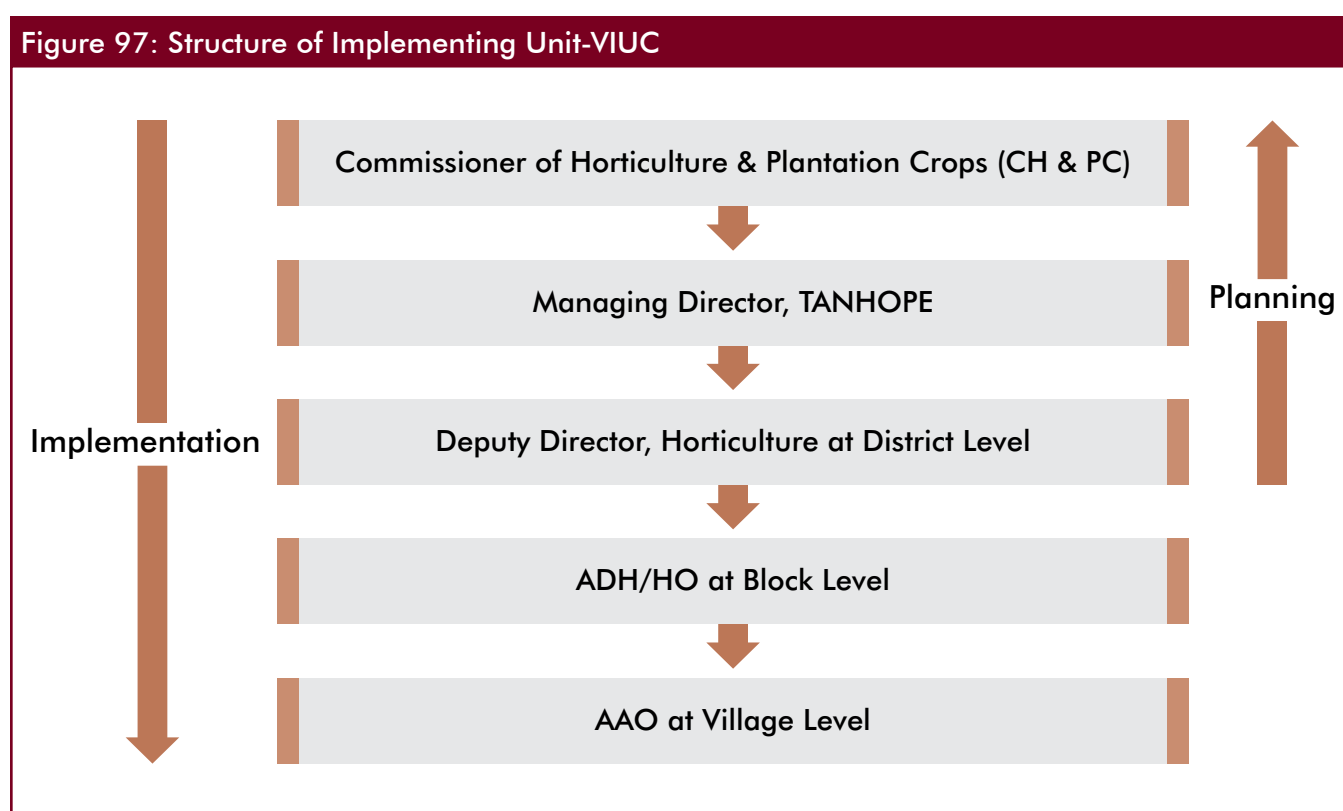 Figure 97: Structure of Implementing Unit-VIUC
Commissioner of Horticulture & Plantation Crops (CH & PC)
Managing Director, TANHOPE
Planning
Implementation
Deputy Director, Horticulture at District Level
ADH/HO at Block Level
AAO at Village Level